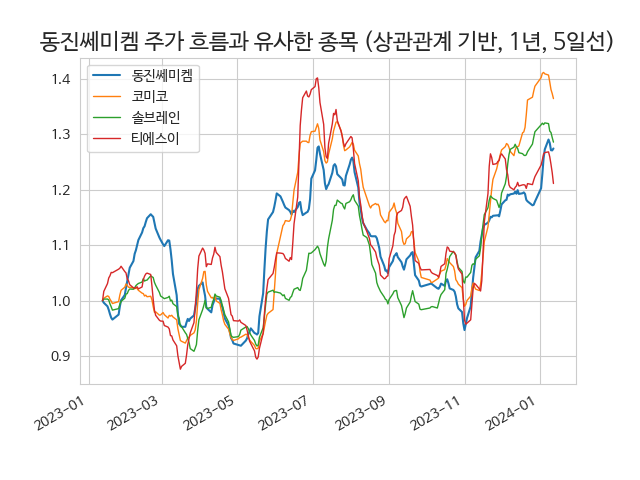 동진쎄미켐 주가 흐름과 유사한 종목 (상관관계 기반, 1년, 5일선)
동진쎄미켐
코미코
솔브레인
티에스이
1.4
1.3
1.2
1.1
1.0
0.9
2023-01
2023-03
2023-05
2023-07
2023-09
2023-11
2024-01